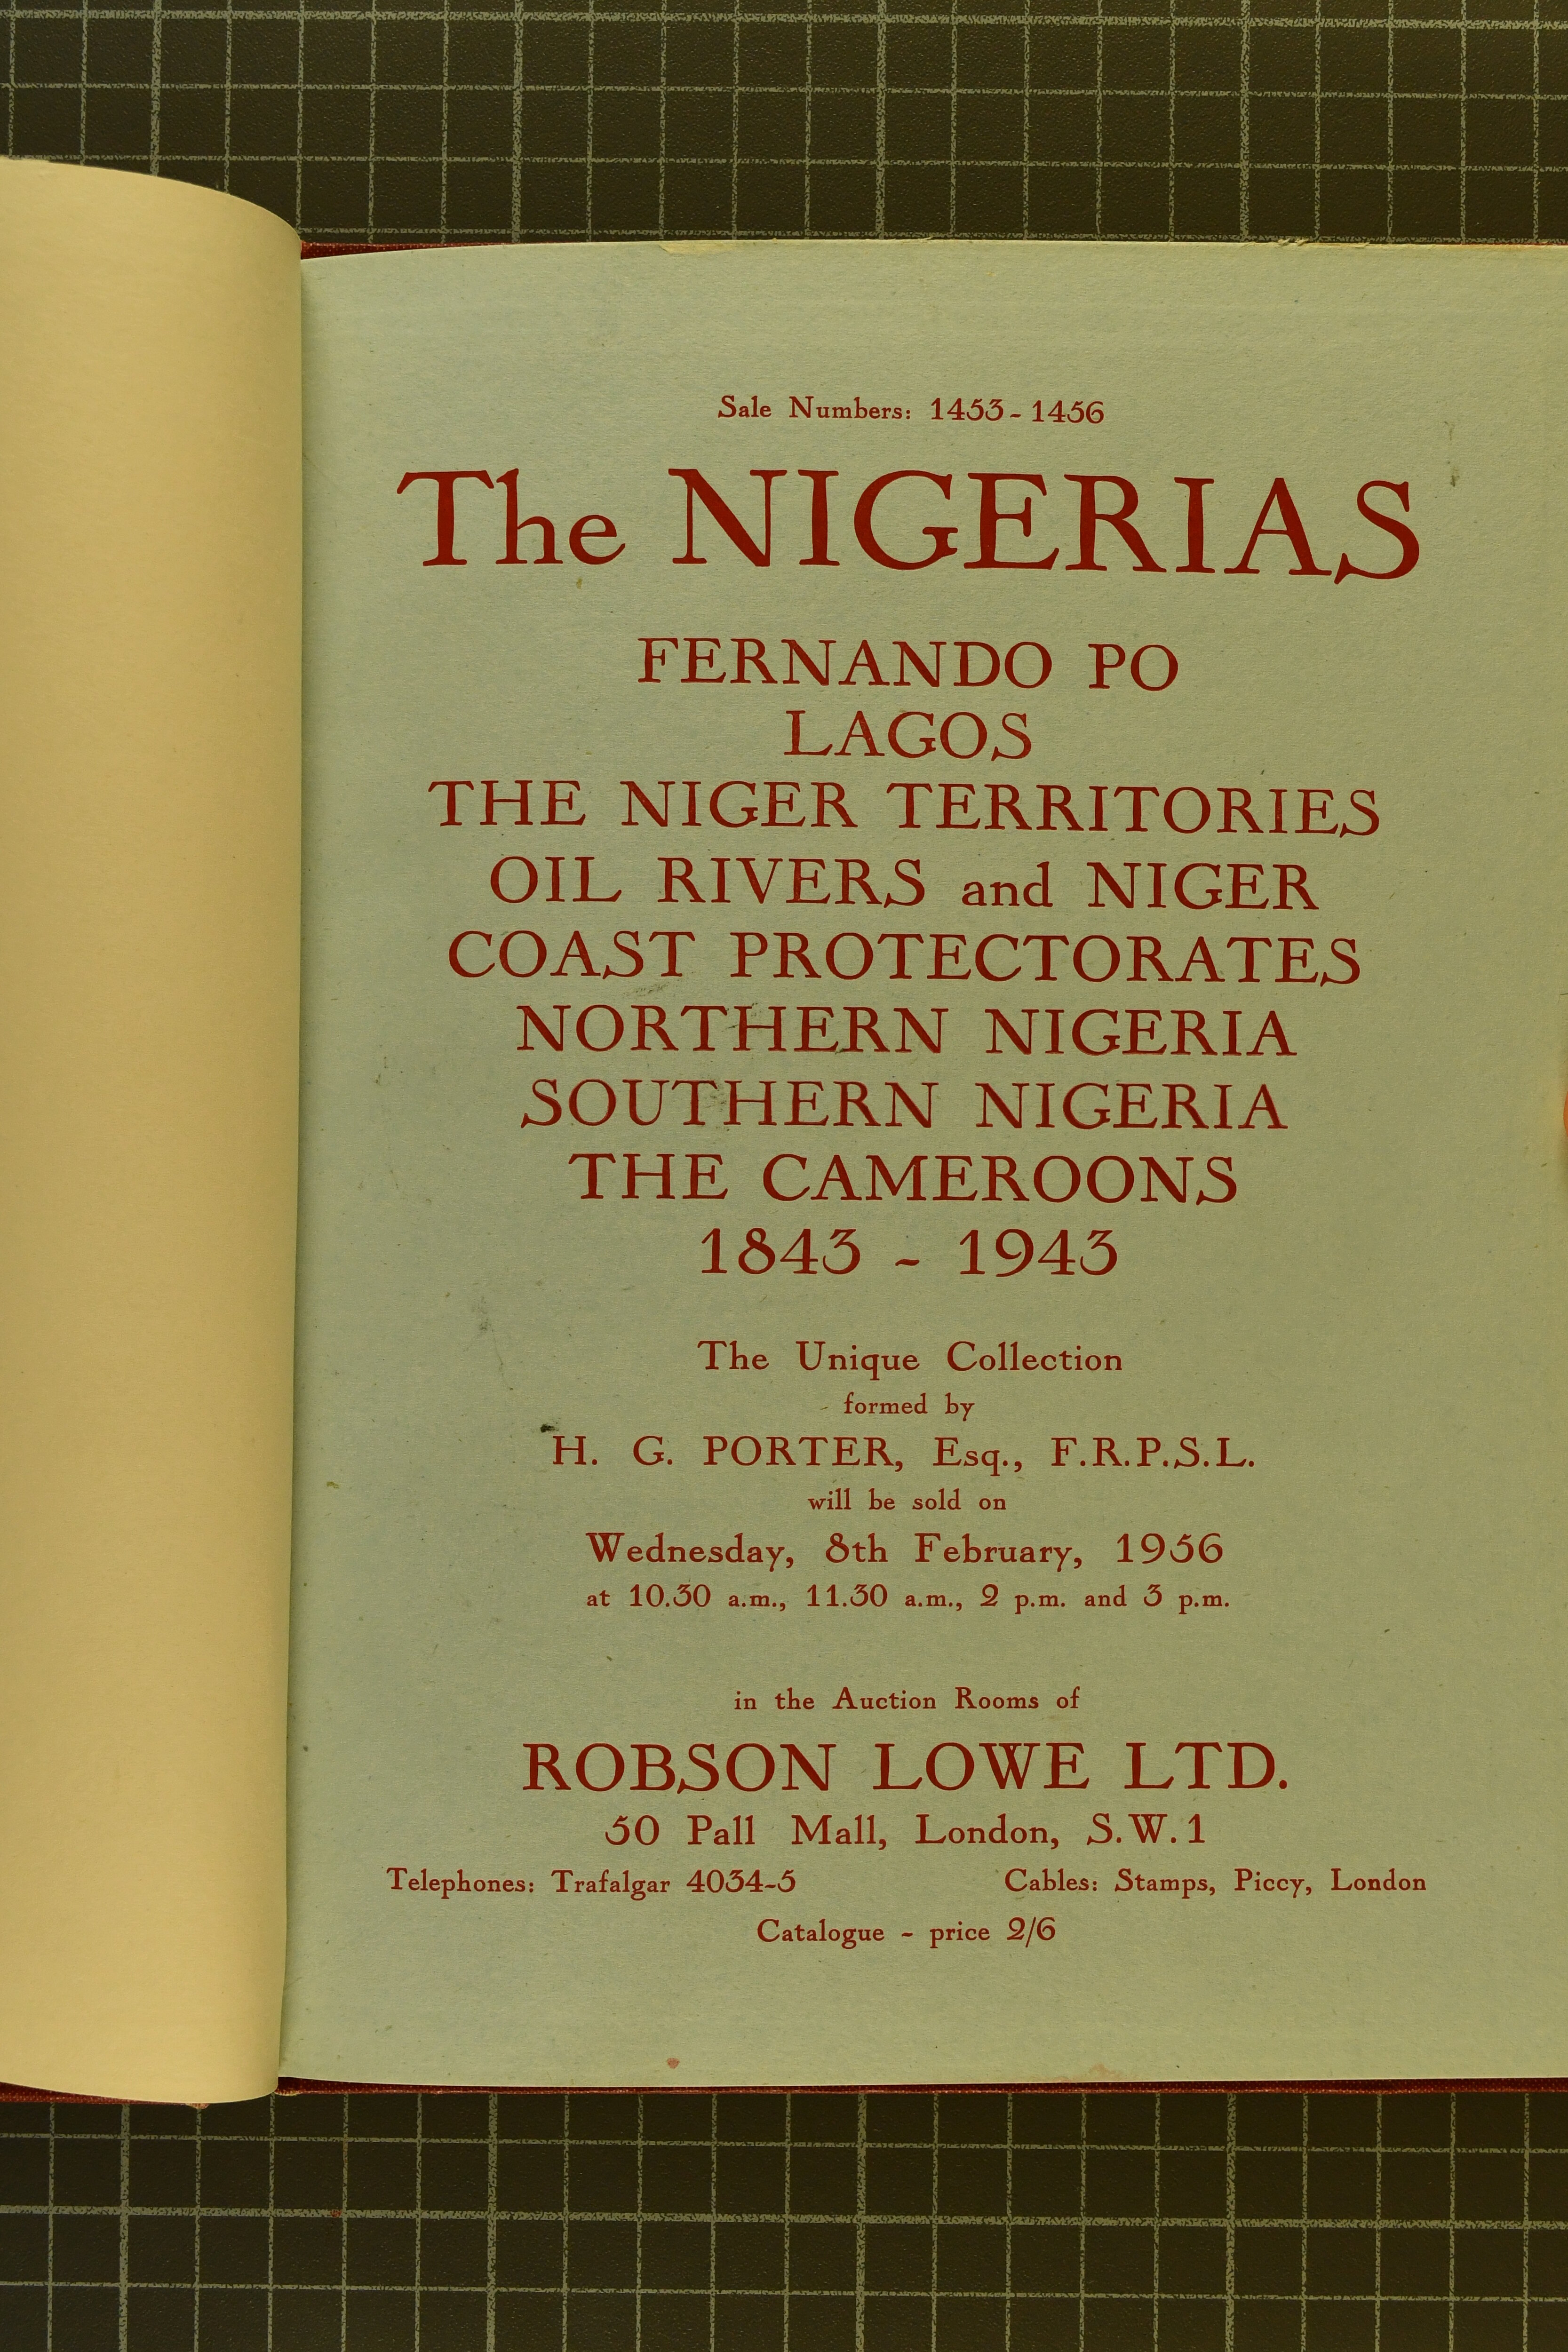 Sale Numbers: 1453 - 1456
The NIGERIAS
FERNANDO PO
LAGOS
THE NIGER TERRITORIES
OIL RIVERS and NIGER
COAST PROTECTORATES
NORTHERN NIGERIA
SOUTHERN NIGERIA
THE CAMEROONS
1843 - 1943
The Unique Collection
formed by
H. G. PORTER, Esq., F.R.P.S.L.
will be sold on
Wednesday, 8th February, 1956
at 10.30 a.m., 11.30 a.m., 2 p.m. and 3 p.m.
in the Auction Rooms of
ROBSON LOWE LTD.
50 Pall Mall, London, S.W.1
Telephones: Trafalgar 4034-5 Cables: Stamps, Piccy, London
Catalogue - price 2/6